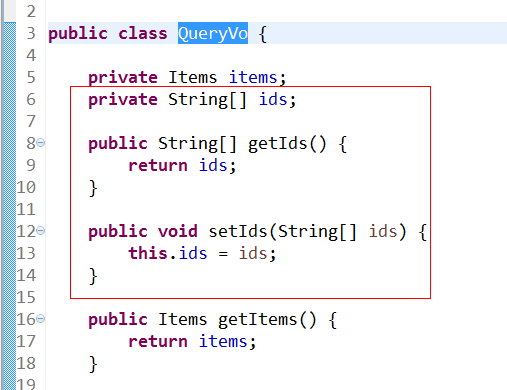 2
3 public class QueryVo {
4
5     private Items items;
6     private String[] ids;
7
8     public String[] getIds() {
9         return ids;
10     }
11
12     public void setIds(String[] ids) {
13         this.ids = ids;
14     }
15
16     public Items getItems() {
17         return items;
18     }
19